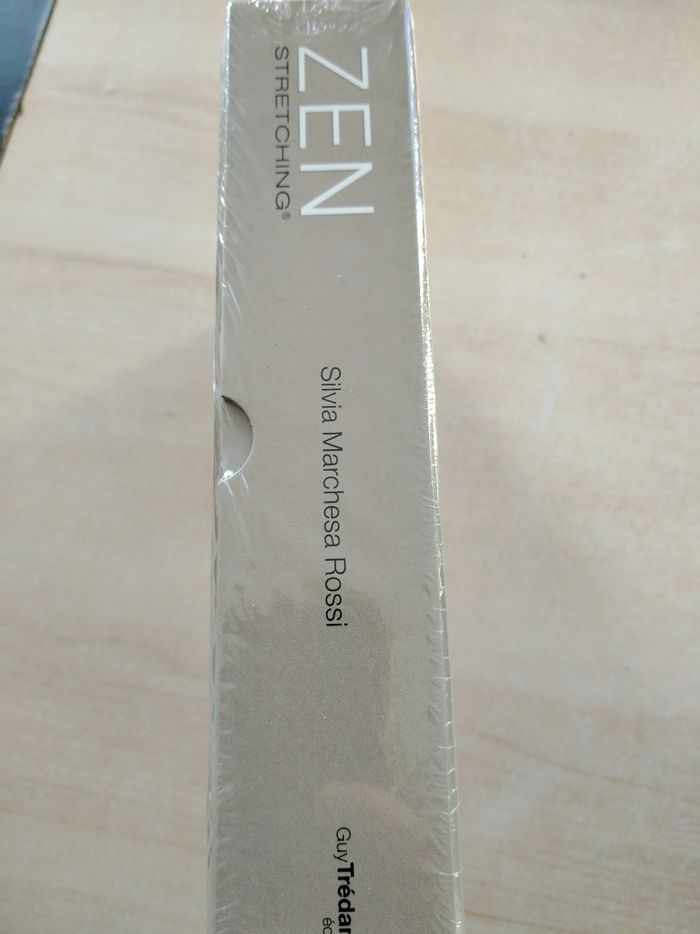 ZEN
STRETCHING®
Silvia Marchesa Rossi
Guy